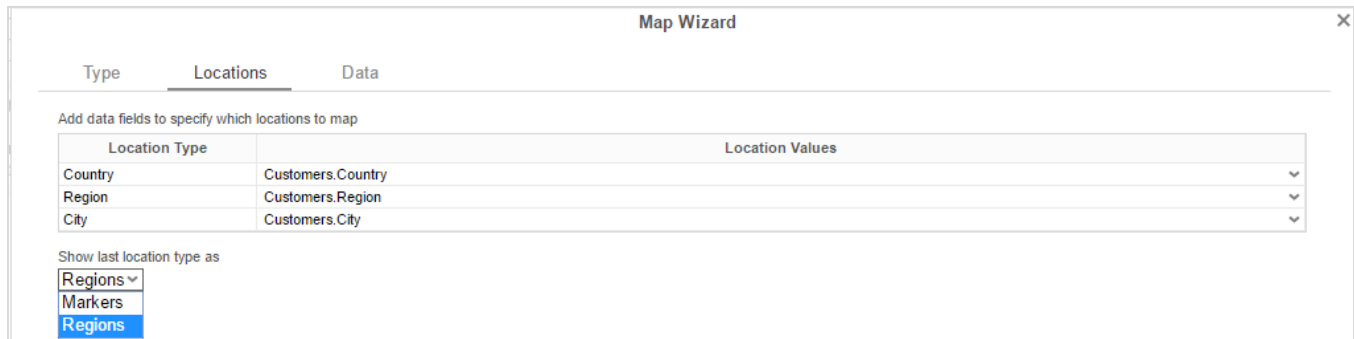 Map Wizard
Type Locations Data
Add data fields to specify which locations to map
Location Type Location Values
Country Customers.Country
Region Customers.Region
City Customers.City
Show last location type as
Regions
Markers
Regions